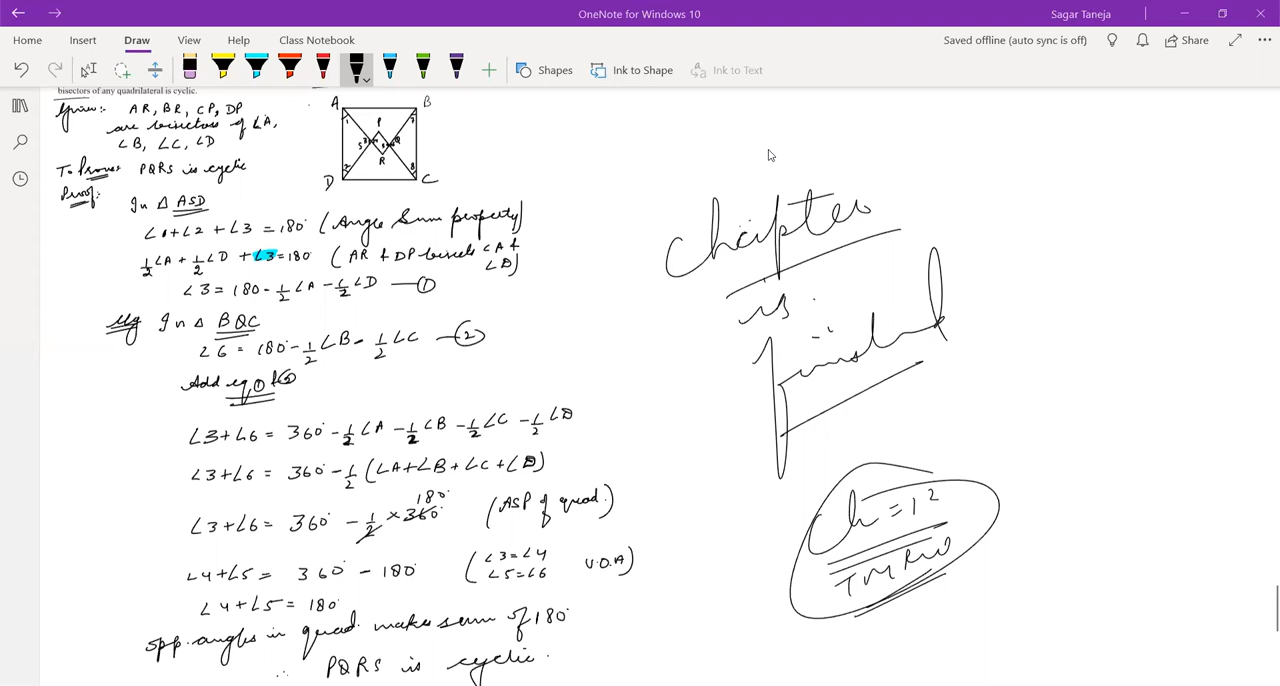 OneNote for Windows 10
Sagar Taneja
Home Insert Draw View Help Class Notebook
Saved offline (auto sync is off) Share
Shapes Ink to Shape Ink to Text
bisectors of any quadrilateral is cyclic.
Given:- AR, BR, CP, DP
are bisectors of ∠A,
∠B, ∠C, ∠D
To Prove: PQRS is cyclic
Proof:
A B
1 7
P
S 3 Q
R
2 8
D C
In △ ASD
∠1+∠2+∠3=180° (Angle Sum property)
1/2∠A+1/2∠D+∠3=180 (AR & DP bisects ∠A &
∠D)
∠3=180-1/2∠A-1/2∠D —①
In △ BQC
∠6=180°-1/2∠B-1/2∠C —②
Add eq ① & ②
∠3+∠6=360°-1/2∠A-1/2∠B-1/2∠C-1/2∠D
∠3+∠6=360°-1/2(∠A+∠B+∠C+∠D)
180°
∠3+∠6=360°-1/2×360° (ASP of quad.)
∠4+∠5=360°-180° (∠3=∠4
∠5=∠6 V.O.A)
∠4+∠5=180°
opp. angles in quad. makes sum of 180°
∴ PQRS is cyclic.
Chapter
is
finished
Ch=1²
TMRW